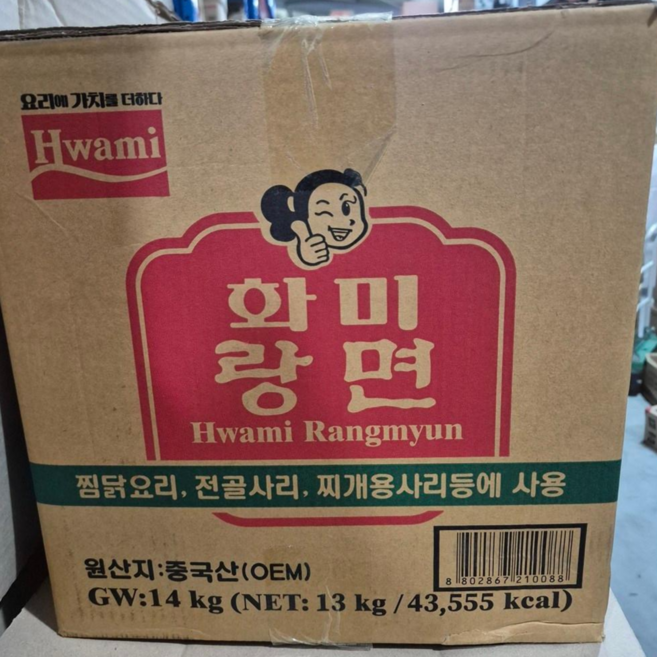 요리에 가치를 더하다
Hwami
화미
랑면
Hwami Rangmyun
찜닭요리, 전골사리, 찌개용사리등에 사용
원산지:중국산(OEM)
GW:14 kg (NET: 13 kg / 43,555 kcal)
8 802867 210088